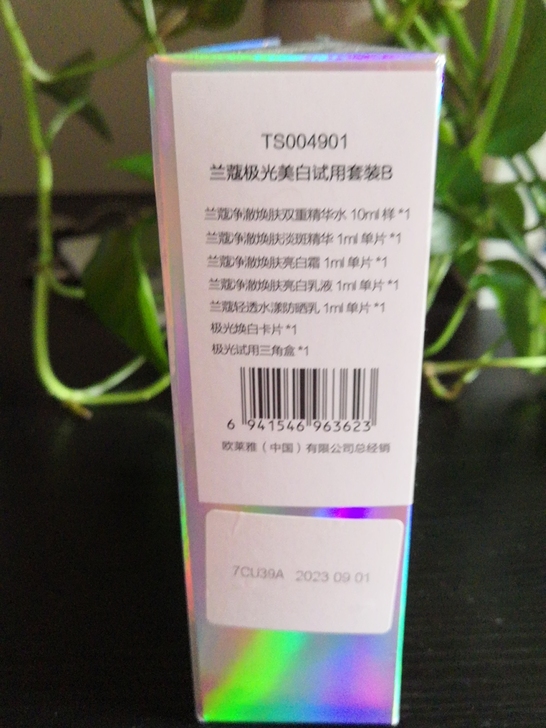 TS004901
兰蔻极光美白试用套装B
兰蔻净澈焕肤双重精华水 10ml 样 *1
兰蔻净澈焕肤淡斑精华 1ml 单片 *1
兰蔻净澈焕肤亮白霜 1ml 单片 *1
兰蔻净澈焕肤亮白乳液 1ml 单片 *1
兰蔻轻透水漾防晒乳 1ml 单片 *1
极光焕白卡片 *1
极光试用三角盒 *1
6 941546 963623
欧莱雅（中国）有限公司总经销
7CU39A 2023 09 01